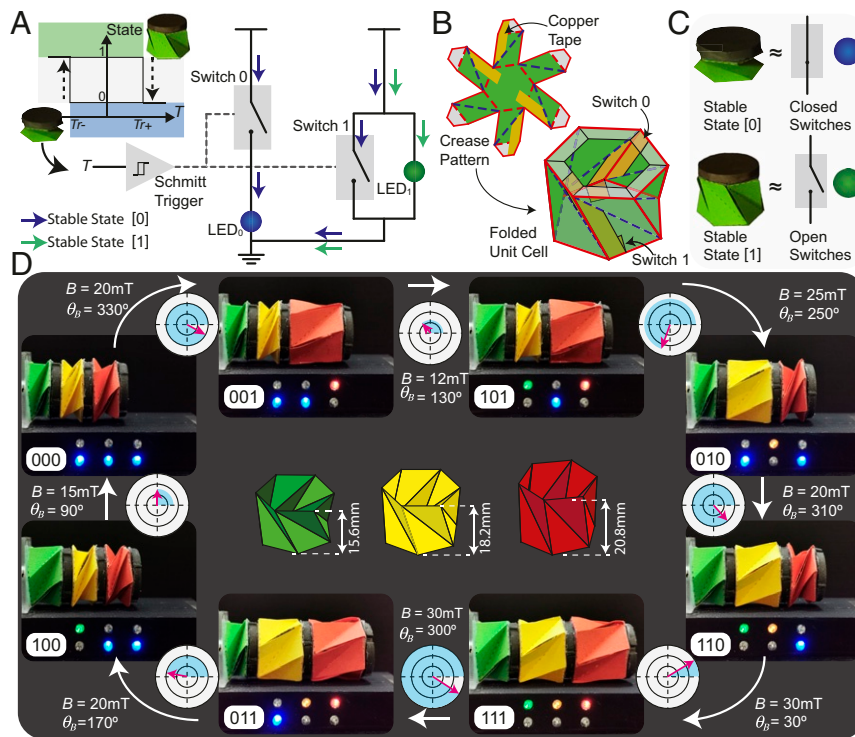 A
State
1
0
T
Tr-
Tr+
T
Schmitt
Trigger
Switch 0
Switch 1
LED₀
LED₁
Stable State [0]
Stable State [1]
B
Copper
Tape
Crease
Pattern
Switch 0
Folded
Unit Cell
Switch 1
C
≈
Stable
State [0]
Closed
Switches
≈
Stable
State [1]
Open
Switches
D
B = 20mT
θB = 330º
001
B = 12mT
θB = 130º
101
B = 25mT
θB = 250º
000
010
B = 15mT
θB = 90º
15.6mm
18.2mm
20.8mm
B = 20mT
θB = 310º
100
110
B = 20mT
θB =170º
011
B = 30mT
θB = 300º
111
B = 30mT
θB = 30º